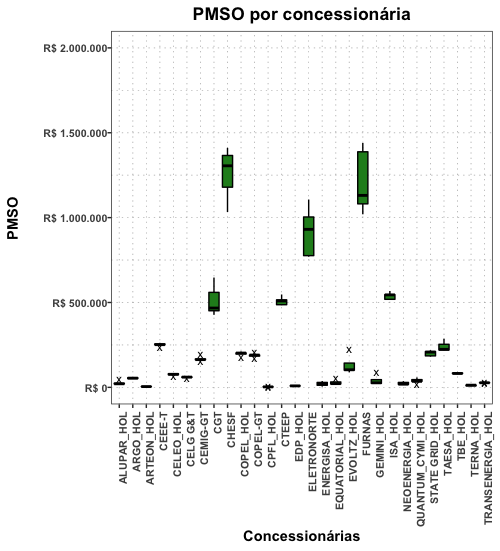 PMSO por concessionária
PMSO
R$ 2.000.000
R$ 1.500.000
R$ 1.000.000
R$ 500.000
R$ 0
ALUPAR_HOL
ARGO_HOL
ARTEON_HOL
CEEE-T
CELEO_HOL
CELG G&T
CEMIG-GT
CGT
CHESF
COPEL_HOL
COPEL-GT
CPFL_HOL
CTEEP
EDP_HOL
ELETRONORTE
ENERGISA_HOL
EQUATORIAL_HOL
EVOLTZ_HOL
FURNAS
GEMINI_HOL
ISA_HOL
NEOENERGIA_HOL
QUANTUM_CYMI_HOL
STATE GRID_HOL
TAESA_HOL
TBE_HOL
TERNA_HOL
TRANSENERGIA_HOL
Concessionárias